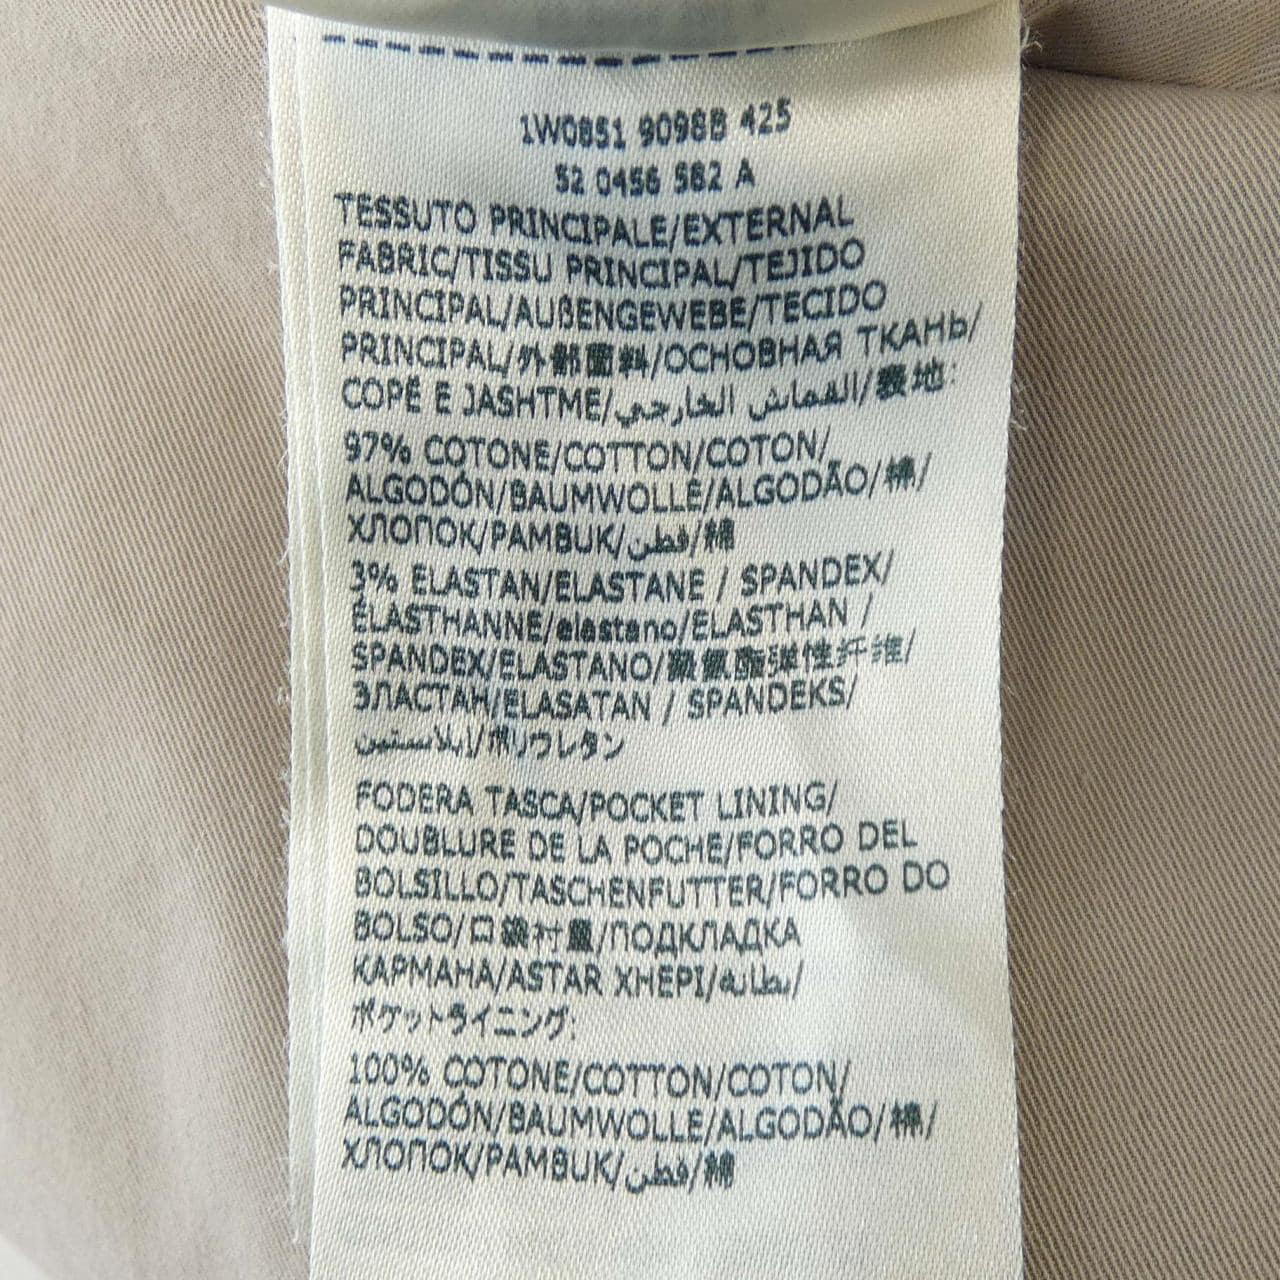 1W0851 9098B 425
52 0456 582 A
TESSUTO PRINCIPALE/EXTERNAL
FABRIC/TISSU PRINCIPAL/TEJIDO
PRINCIPAL/AUßENGEWEBE/TECIDO
PRINCIPAL/外部面料/ОСНОВНАЯ ТКАНЬ/
COPÉ E JASHTME/القماش الخارجي/表地:
97% COTONE/COTTON/COTON/
ALGODÓN/BAUMWOLLE/ALGODÃO/棉/
ХЛОПОК/PAMBUK/قطن/綿
3% ELASTAN/ELASTANE / SPANDEX/
ÉLASTHANNE/elastano/ELASTHAN /
SPANDEX/ELASTANO/聚氨酯弹性纤维/
ЭЛАСТАН/ELASATAN / SPANDEKS/
إيلاستين/ポリウレタン
FODERA TASCA/POCKET LINING/
DOUBLURE DE LA POCHE/FORRO DEL
BOLSILLO/TASCHENFUTTER/FORRO DO
BOLSO/口袋衬里/ПОДКЛАДКА
КАРМАНА/ASTAR XHEPI/بطانه/
ポケットライニング:
100% COTONE/COTTON/COTON/
ALGODÓN/BAUMWOLLE/ALGODÃO/棉/
ХЛОПОК/PAMBUK/قطن/綿